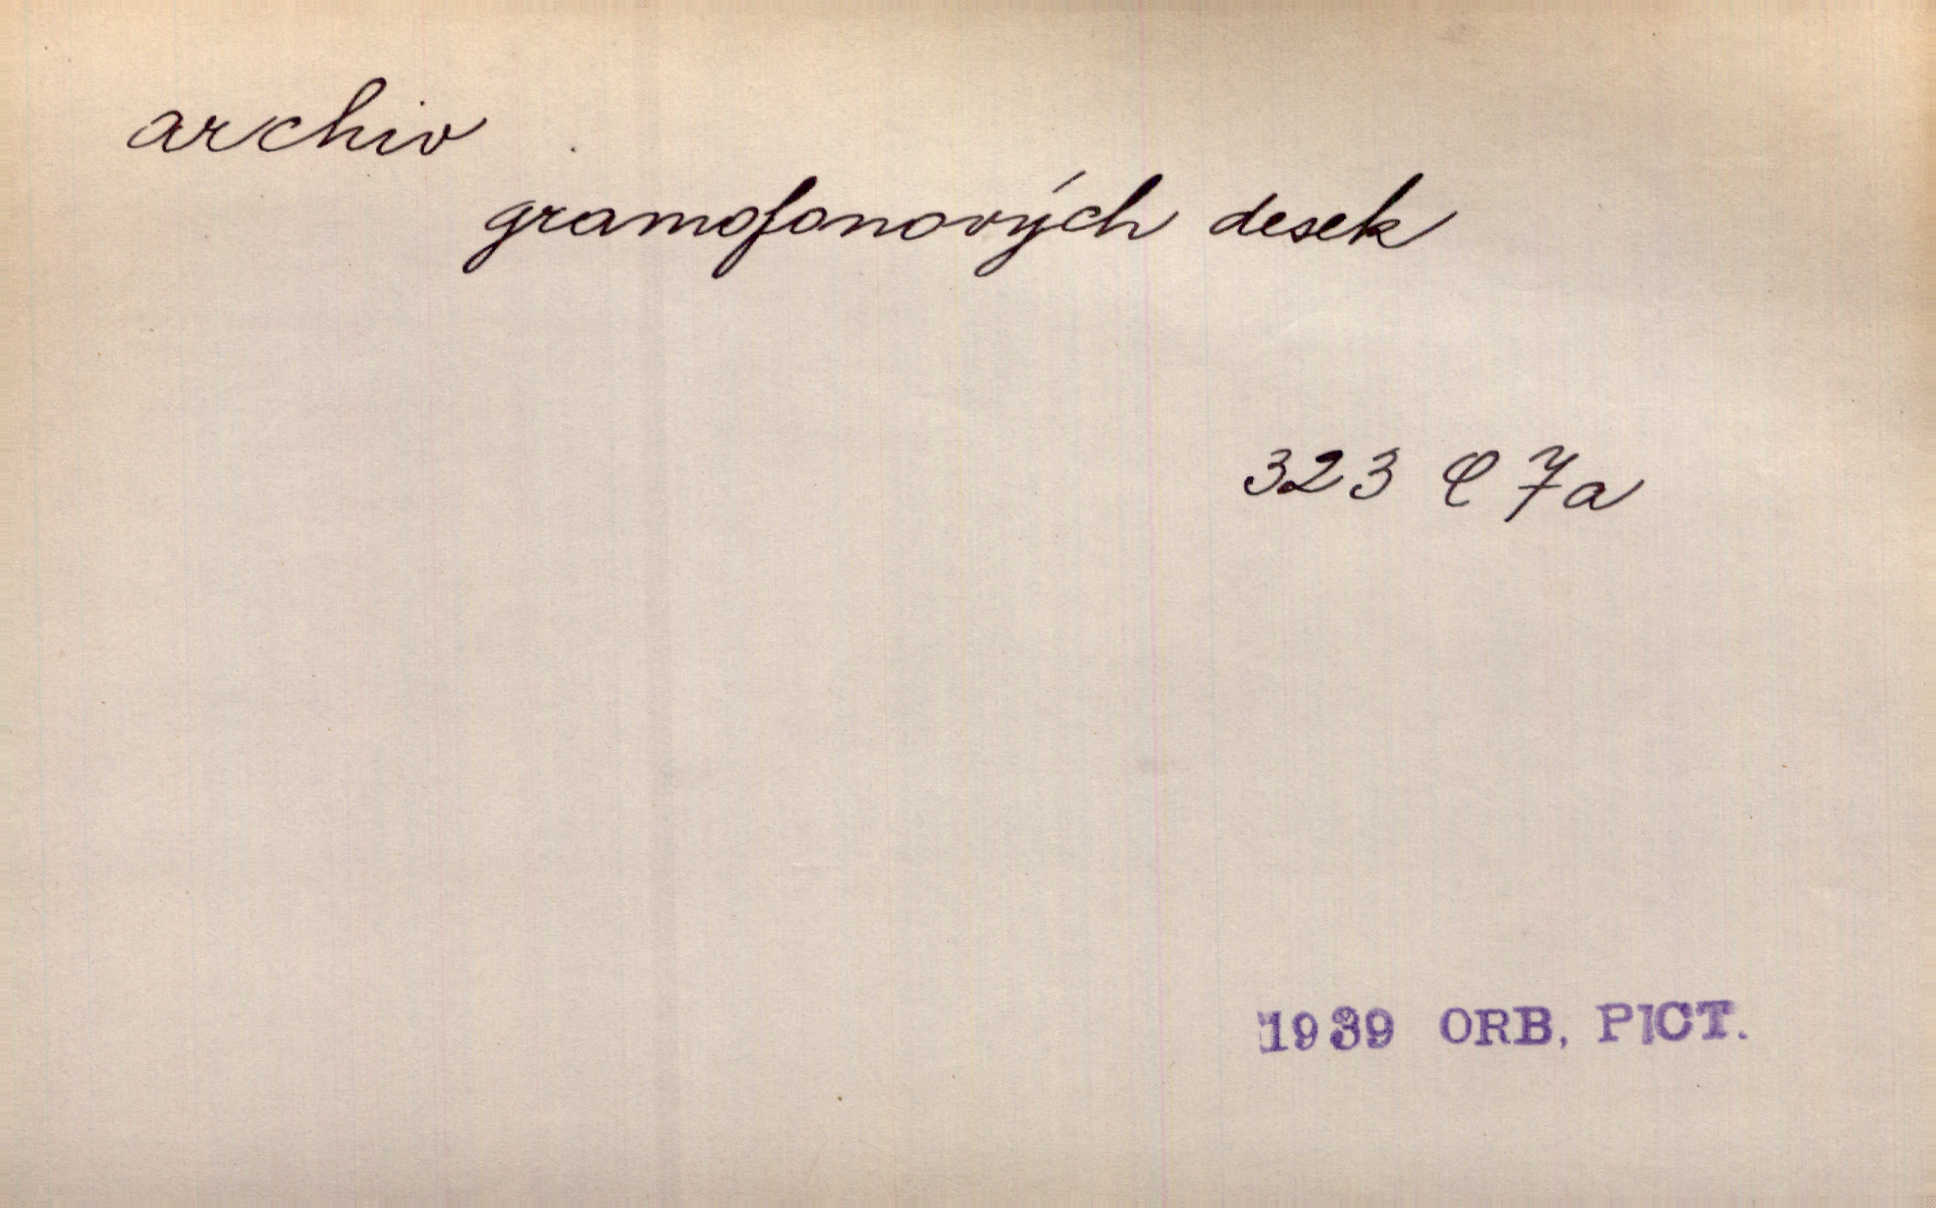 archiv
gramofonových desek
323 C 7a
1939 ORB. PICT.